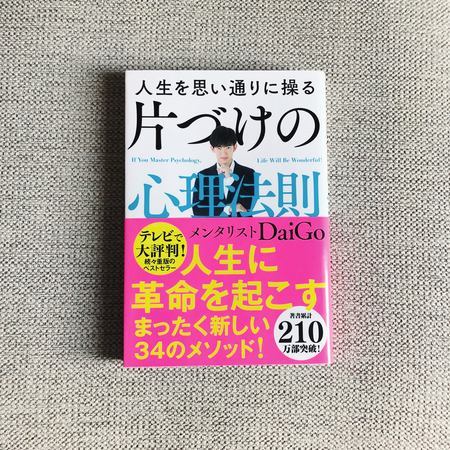 人生を思い通りに操る
片づけの
If You Master Psychology, Life Will Be Wonderful!
心理法則
メンタリストDaiGo
テレビで
大評判!
続々重版の
ベストセラー
人生に
革命を起こす
まったく新しい
34のメソッド!
著書累計
210
万部突破!